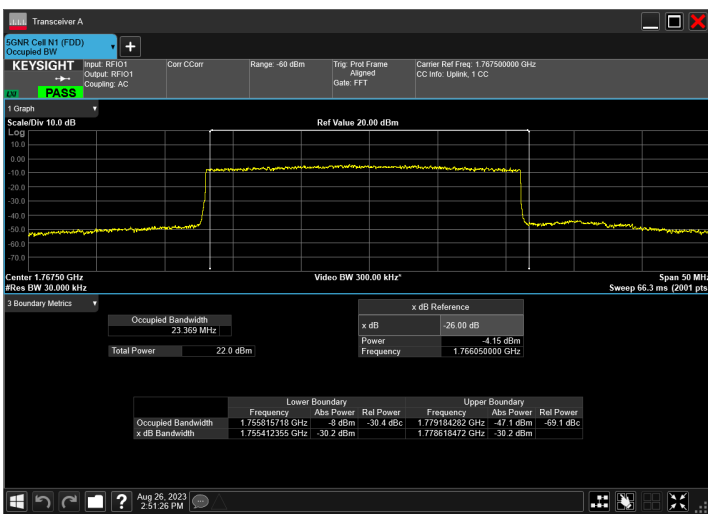 Transceiver A
5GNR Cell N1 (FDD)
Occupied BW
KEYSIGHT
LXI
PASS
Input: RFIO1
Output: RFIO1
Coupling: AC
Corr CCorr
Range: -60 dBm
Trig: Prot Frame
Aligned
Gate: FFT
Carrier Ref Freq: 1.767500000 GHz
CC Info: Uplink, 1 CC
1 Graph
Scale/Div 10.0 dB
Ref Value 20.00 dBm
Log
10.0
0.00
-10.0
-20.0
-30.0
-40.0
-50.0
-60.0
-70.0
Center 1.76750 GHz
Video BW 300.00 kHz*
Span 50 MHz
#Res BW 30.000 kHz
Sweep 66.3 ms (2001 pts
3 Boundary Metrics
Occupied Bandwidth
23.369 MHz
Total Power 22.0 dBm
x dB Reference
x dB -26.00 dB
Power -4.15 dBm
Frequency 1.766050000 GHz
Lower Boundary Upper Boundary
Frequency Abs Power Rel Power Frequency Abs Power Rel Power
Occupied Bandwidth 1.755815718 GHz -8 dBm -30.4 dBc 1.779184282 GHz -47.1 dBm -69.1 dBc
x dB Bandwidth 1.755412355 GHz -30.2 dBm 1.778618472 GHz -30.2 dBm
?
Aug 26, 2023
2:51:26 PM